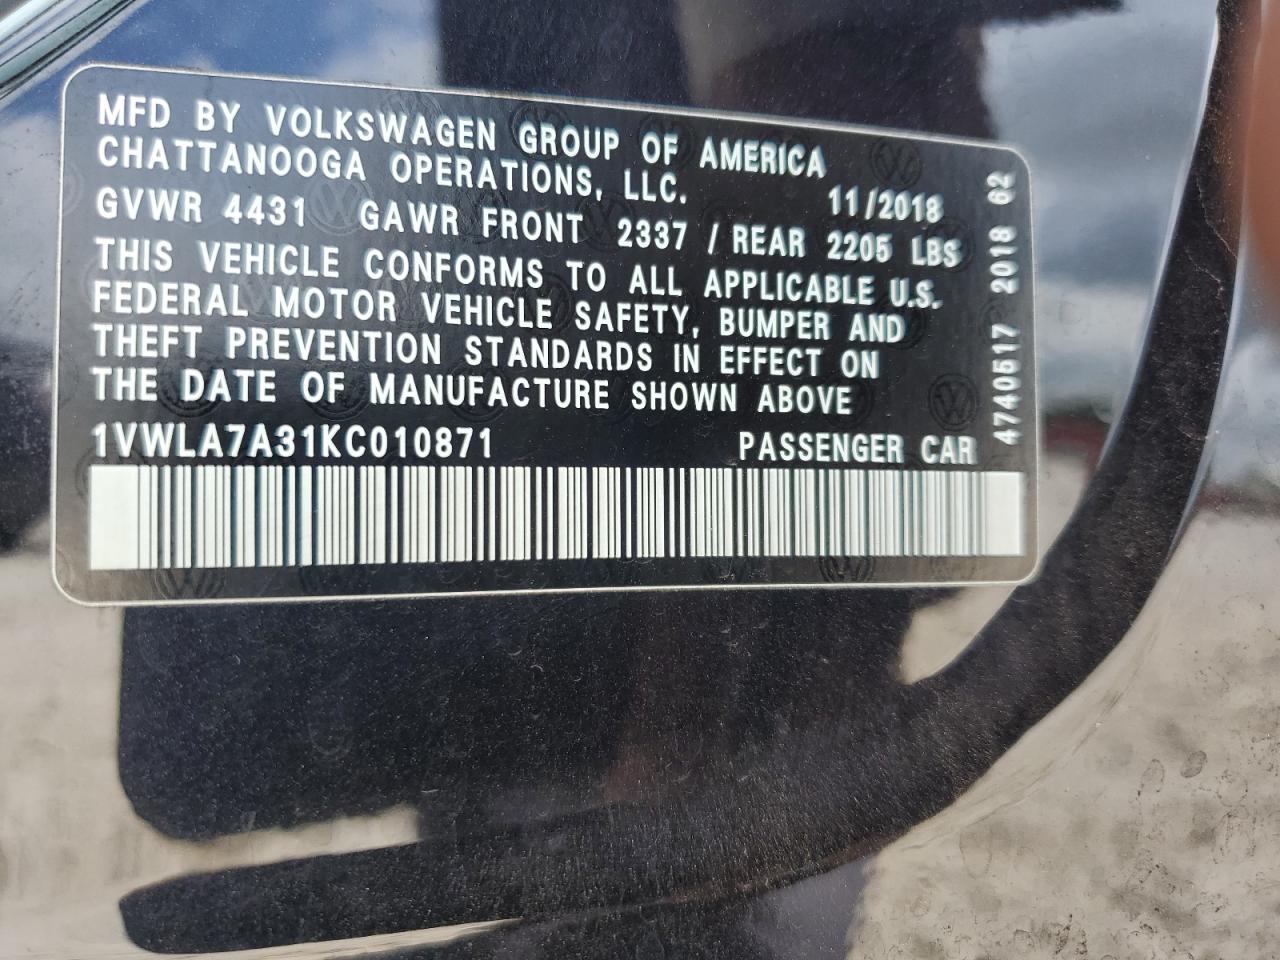 MFD BY VOLKSWAGEN GROUP OF AMERICA
CHATTANOOGA OPERATIONS, LLC. 11/2018
GVWR 4431 GAWR FRONT 2337 / REAR 2205 LBS
THIS VEHICLE CONFORMS TO ALL APPLICABLE U.S.
FEDERAL MOTOR VEHICLE SAFETY, BUMPER AND
THEFT PREVENTION STANDARDS IN EFFECT ON
THE DATE OF MANUFACTURE SHOWN ABOVE
1VWLA7A31KC010871 PASSENGER CAR
4740517 2018 62